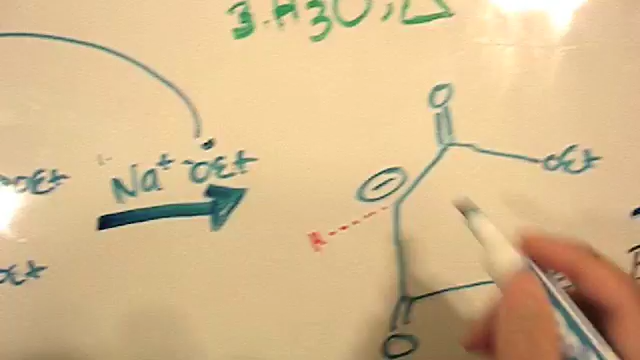 3. H3O, Δ
O
Na+ OEt
OEt
OEt
H
OEt
O